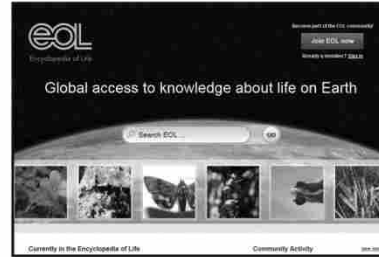 Become part of the EOL community!
eol
Join EOL now
Encyclopedia of Life
Already a member? Sign in
Global access to knowledge about life on Earth
Search EOL ...
GO
Currently in the Encyclopedia of Life
Community Activity